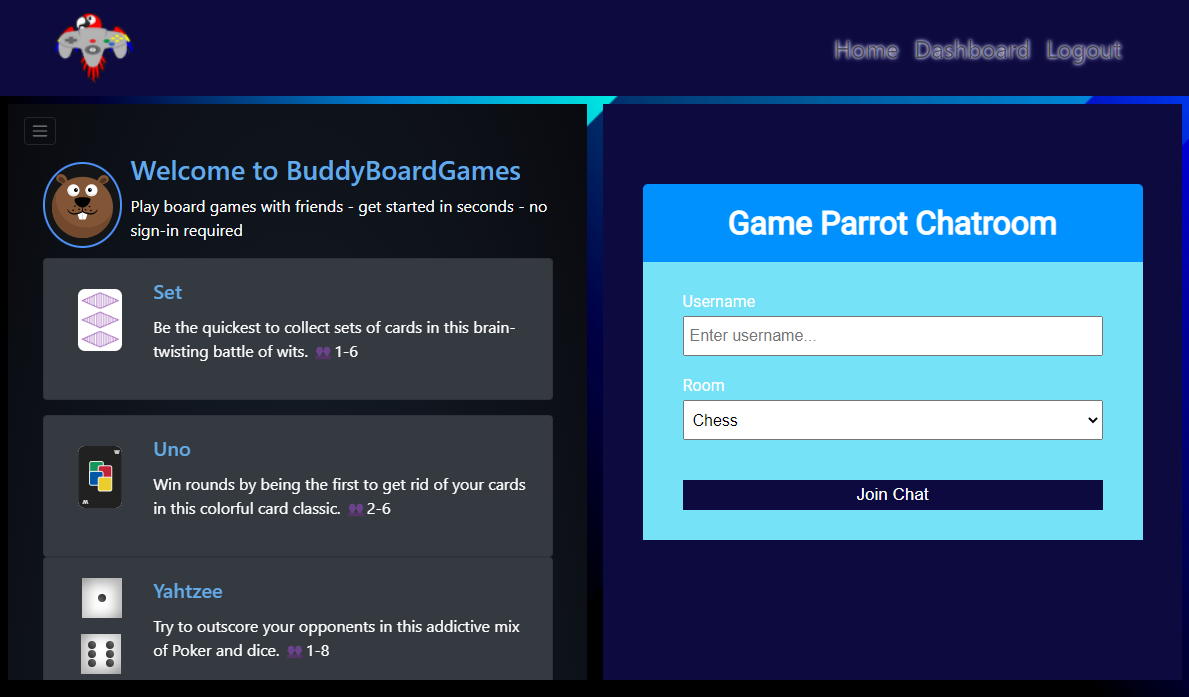 Home Dashboard Logout
Welcome to BuddyBoardGames
Play board games with friends - get started in seconds - no
sign-in required
Set
Be the quickest to collect sets of cards in this brain-
twisting battle of wits. 1-6
Uno
Win rounds by being the first to get rid of your cards
in this colorful card classic. 2-6
Yahtzee
Try to outscore your opponents in this addictive mix
of Poker and dice. 1-8
Game Parrot Chatroom
Username
Enter username...
Room
Chess
Join Chat